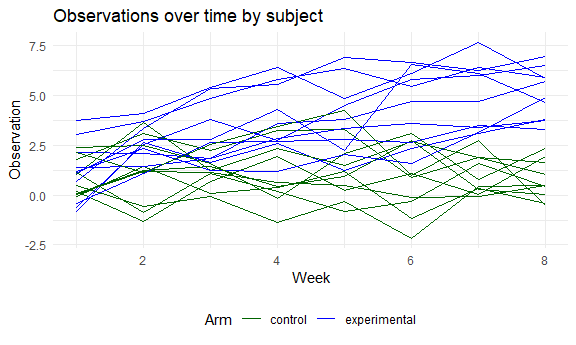 Observations over time by subject
7.5
5.0
2.5
0.0
-2.5
Observation
2 4 6 8
Week
Arm control experimental